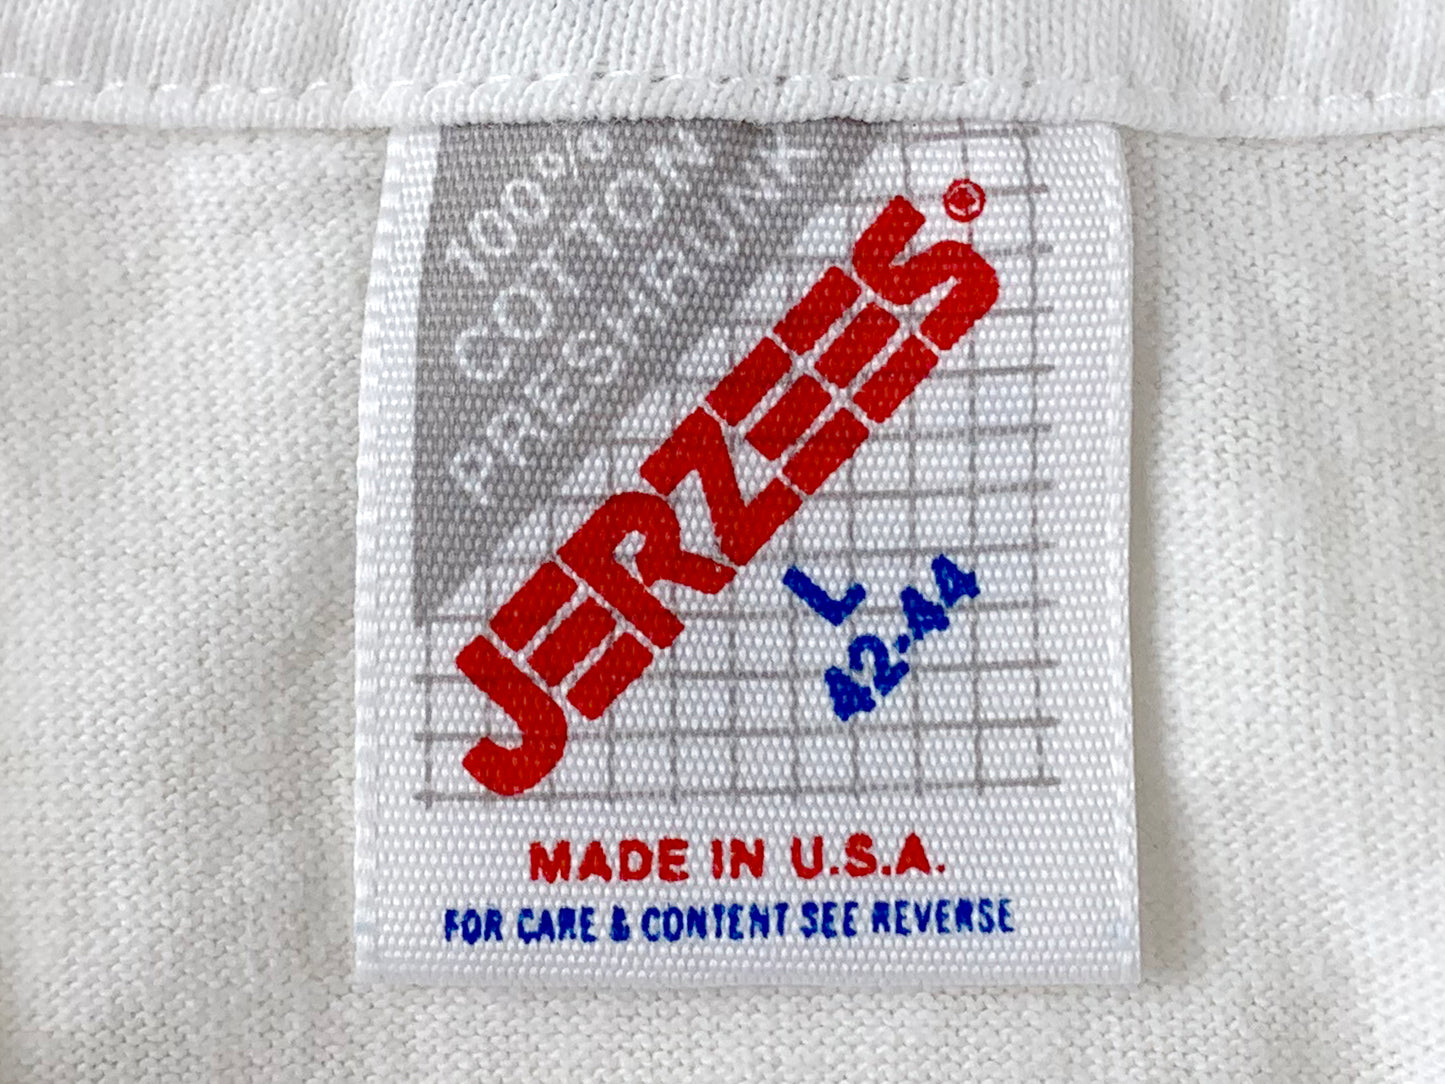 100%
COTTON
PRESHRUNK
JERZEES®
L
42-44
MADE IN U.S.A.
FOR CARE & CONTENT SEE REVERSE